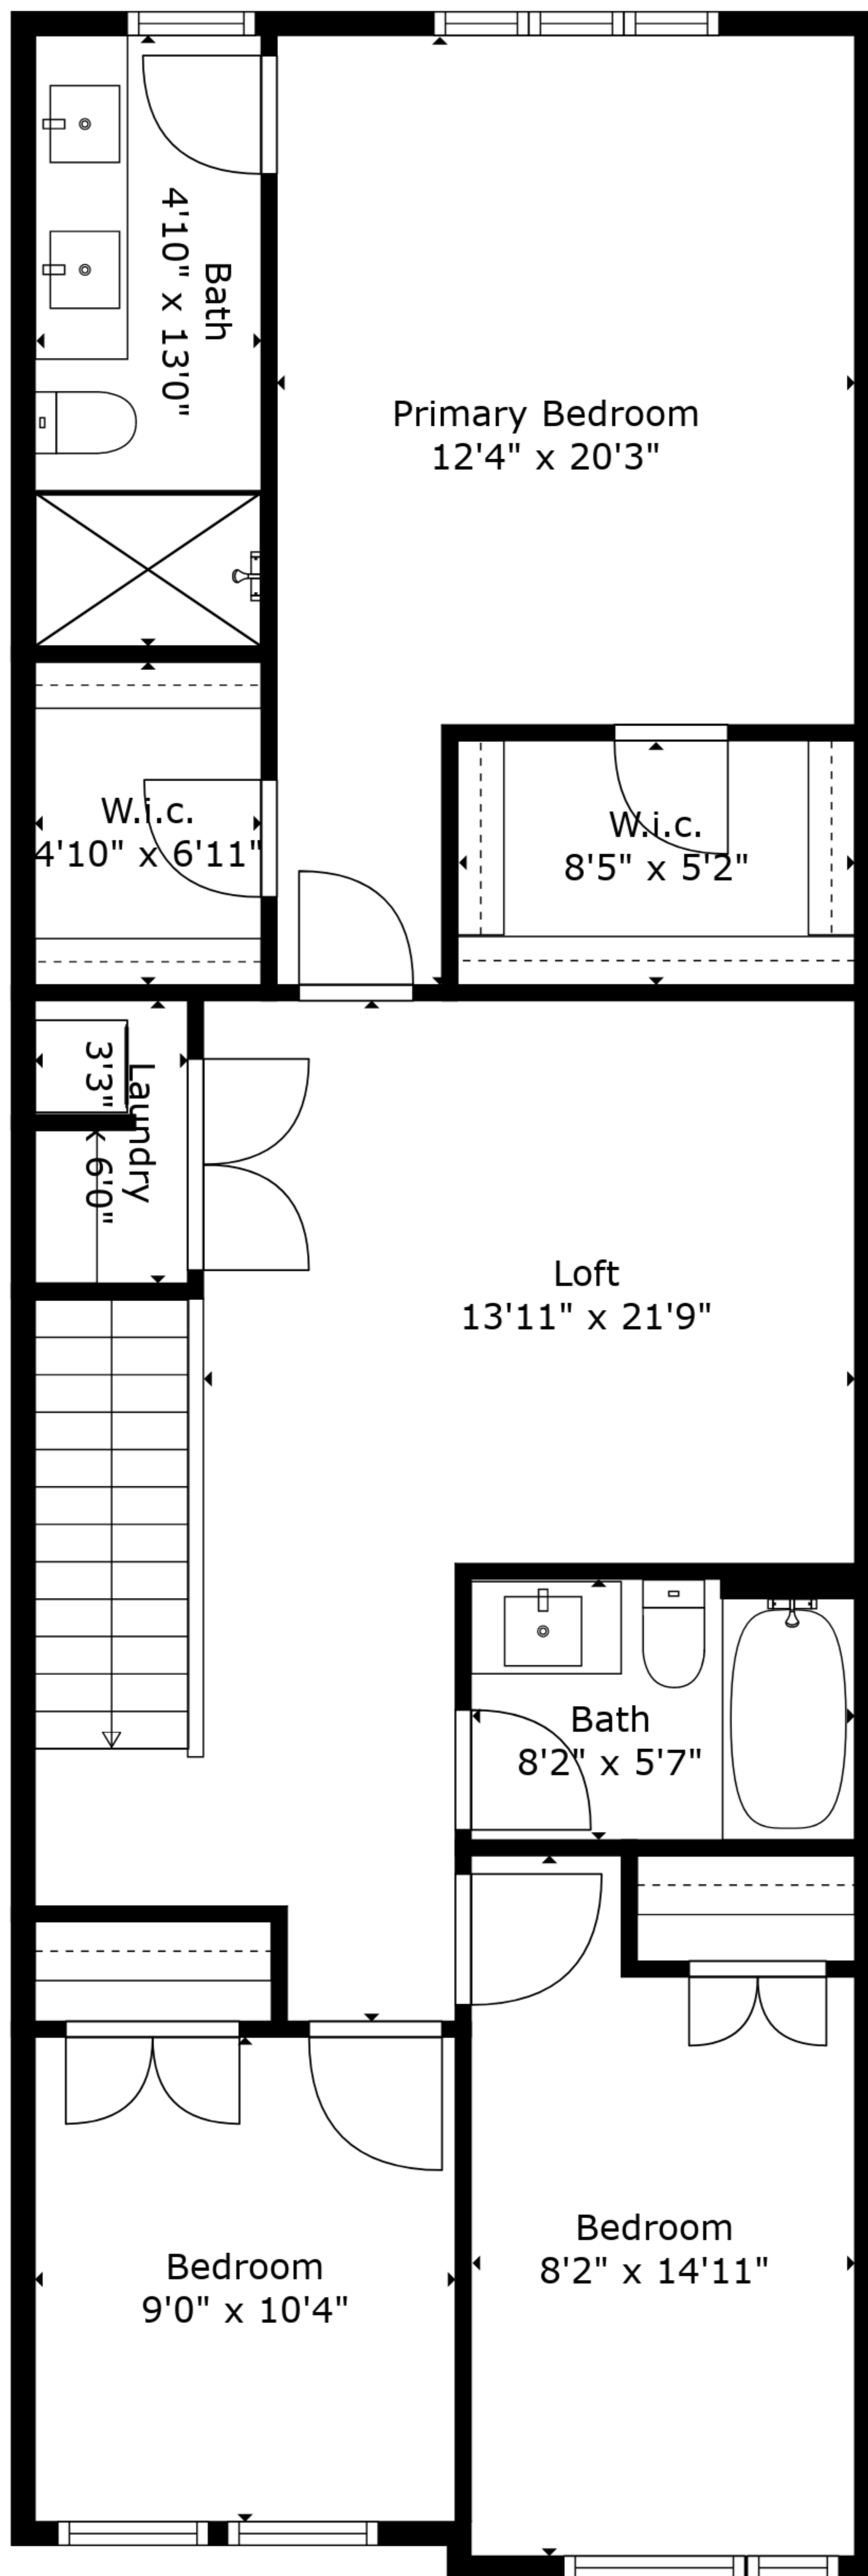 Bath
4'10" x 13'0"
Primary Bedroom
12'4" x 20'3"
W.i.c.
4'10" x 6'11"
W.i.c.
8'5" x 5'2"
Laundry
3'3" x 6'0"
Loft
13'11" x 21'9"
Bath
8'2" x 5'7"
Bedroom
9'0" x 10'4"
Bedroom
8'2" x 14'11"